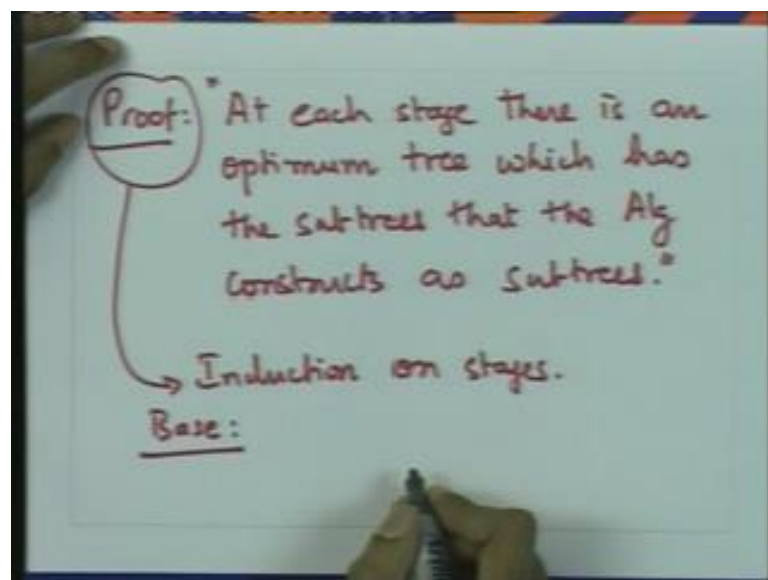 Proof: "At each stage there is an
optimum tree which has
the subtrees that the Alg
constructs as subtrees."
Induction on stages.
Base: